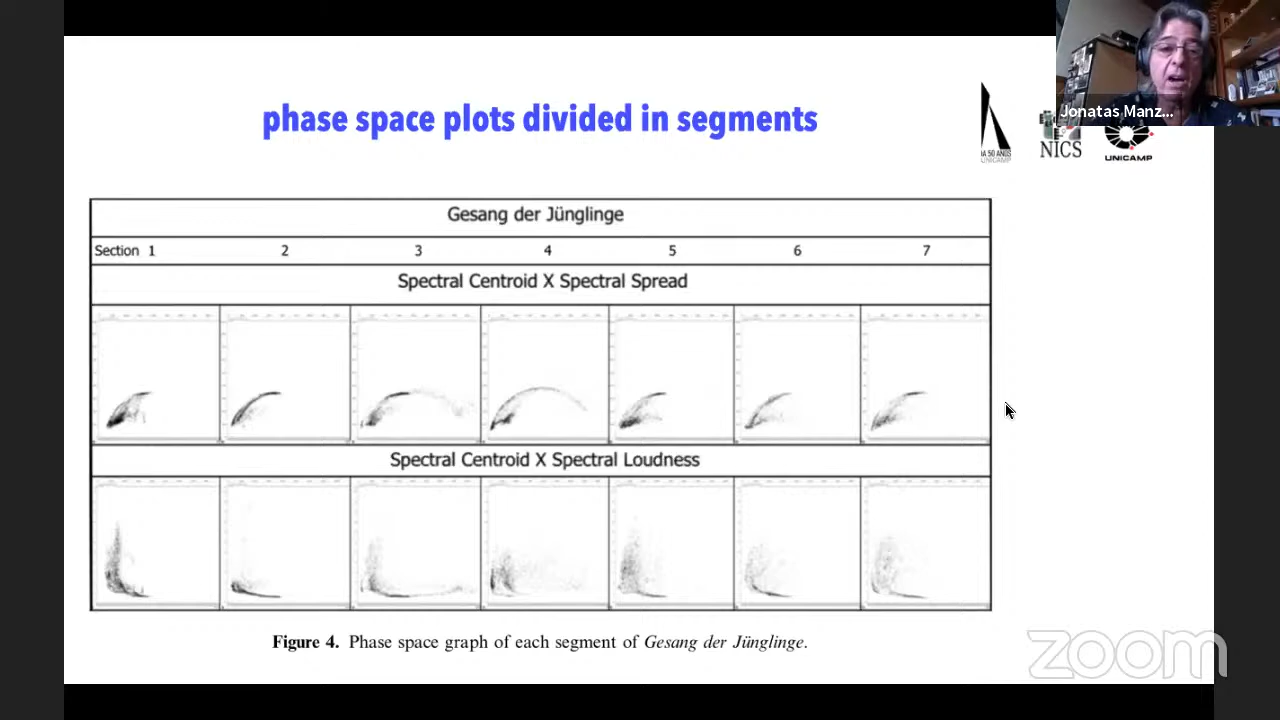 phase space plots divided in segments
Jonatas Manz...
NICS
UNICAMP
UNICAMP
Gesang der Jünglinge
Section 1 2 3 4 5 6 7
Spectral Centroid X Spectral Spread
Spectral Centroid X Spectral Loudness
Figure 4. Phase space graph of each segment of Gesang der Jünglinge.
zoom